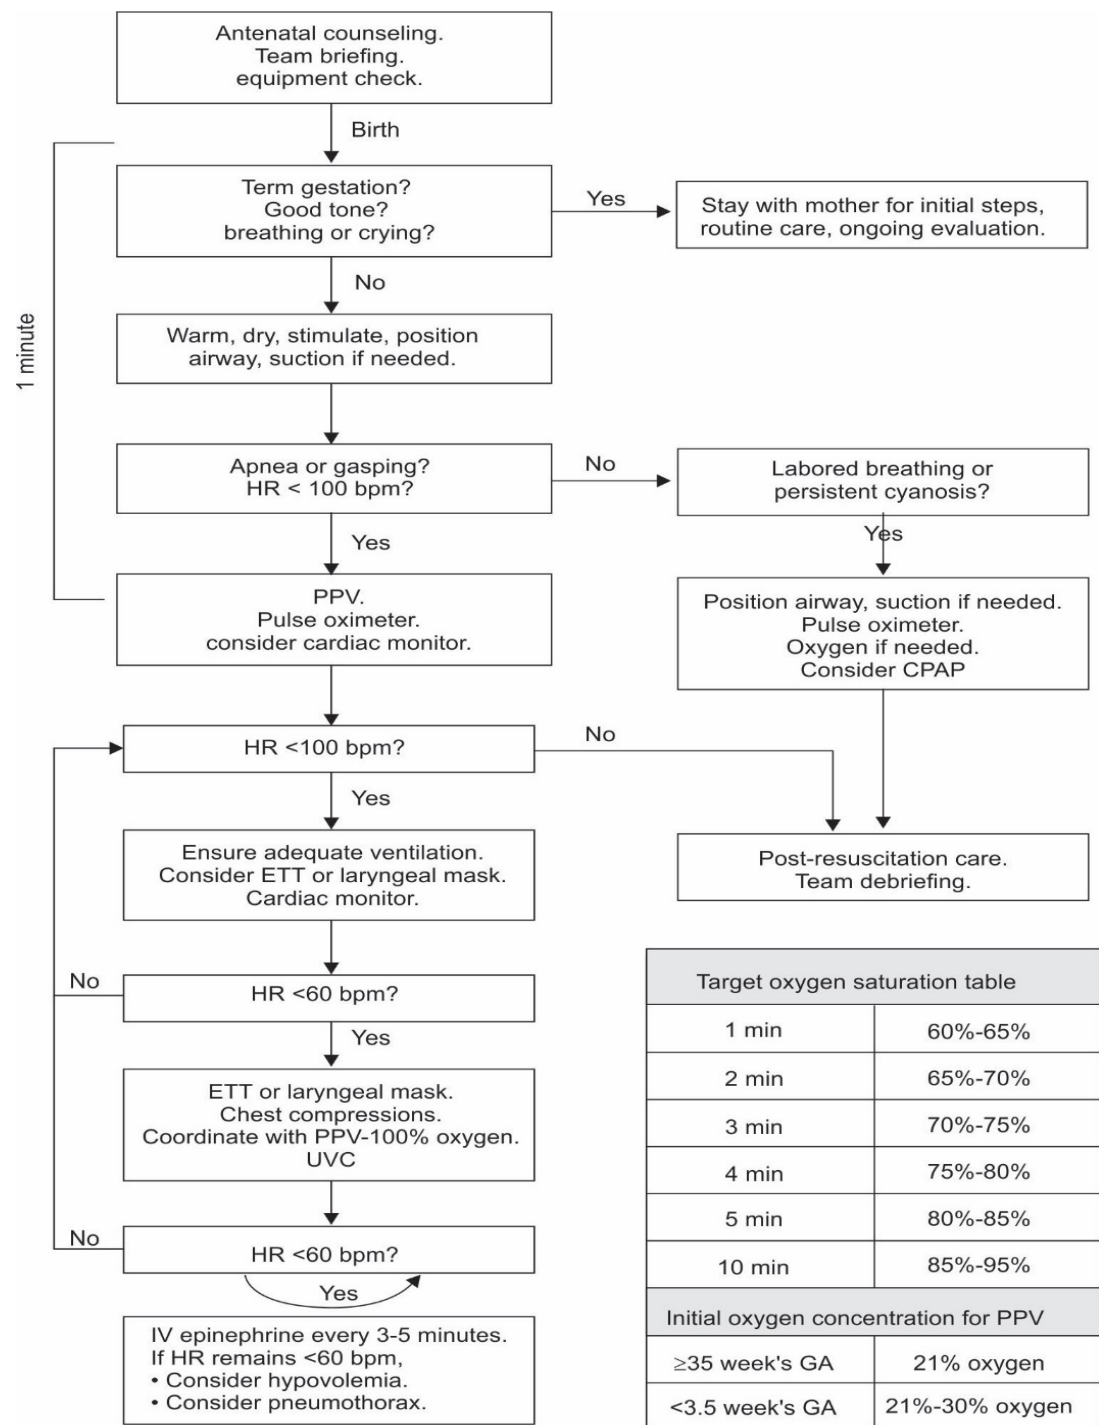 Antenatal counseling.
Team briefing.
equipment check.
Birth
1 minute
Term gestation?
Good tone?
breathing or crying?
Yes
Stay with mother for initial steps,
routine care, ongoing evaluation.
No
Warm, dry, stimulate, position
airway, suction if needed.
Apnea or gasping?
HR < 100 bpm?
No
Labored breathing or
persistent cyanosis?
Yes
Yes
PPV.
Pulse oximeter.
consider cardiac monitor.
Position airway, suction if needed.
Pulse oximeter.
Oxygen if needed.
Consider CPAP
HR <100 bpm?
No
Yes
Ensure adequate ventilation.
Consider ETT or laryngeal mask.
Cardiac monitor.
Post-resuscitation care.
Team debriefing.
No
HR <60 bpm?
Yes
ETT or laryngeal mask.
Chest compressions.
Coordinate with PPV-100% oxygen.
UVC
No
HR <60 bpm?
Yes
IV epinephrine every 3-5 minutes.
If HR remains <60 bpm,
• Consider hypovolemia.
• Consider pneumothorax.
Target oxygen saturation table
1 min 60%-65%
2 min 65%-70%
3 min 70%-75%
4 min 75%-80%
5 min 80%-85%
10 min 85%-95%
Initial oxygen concentration for PPV
≥35 week's GA 21% oxygen
<3.5 week's GA 21%-30% oxygen